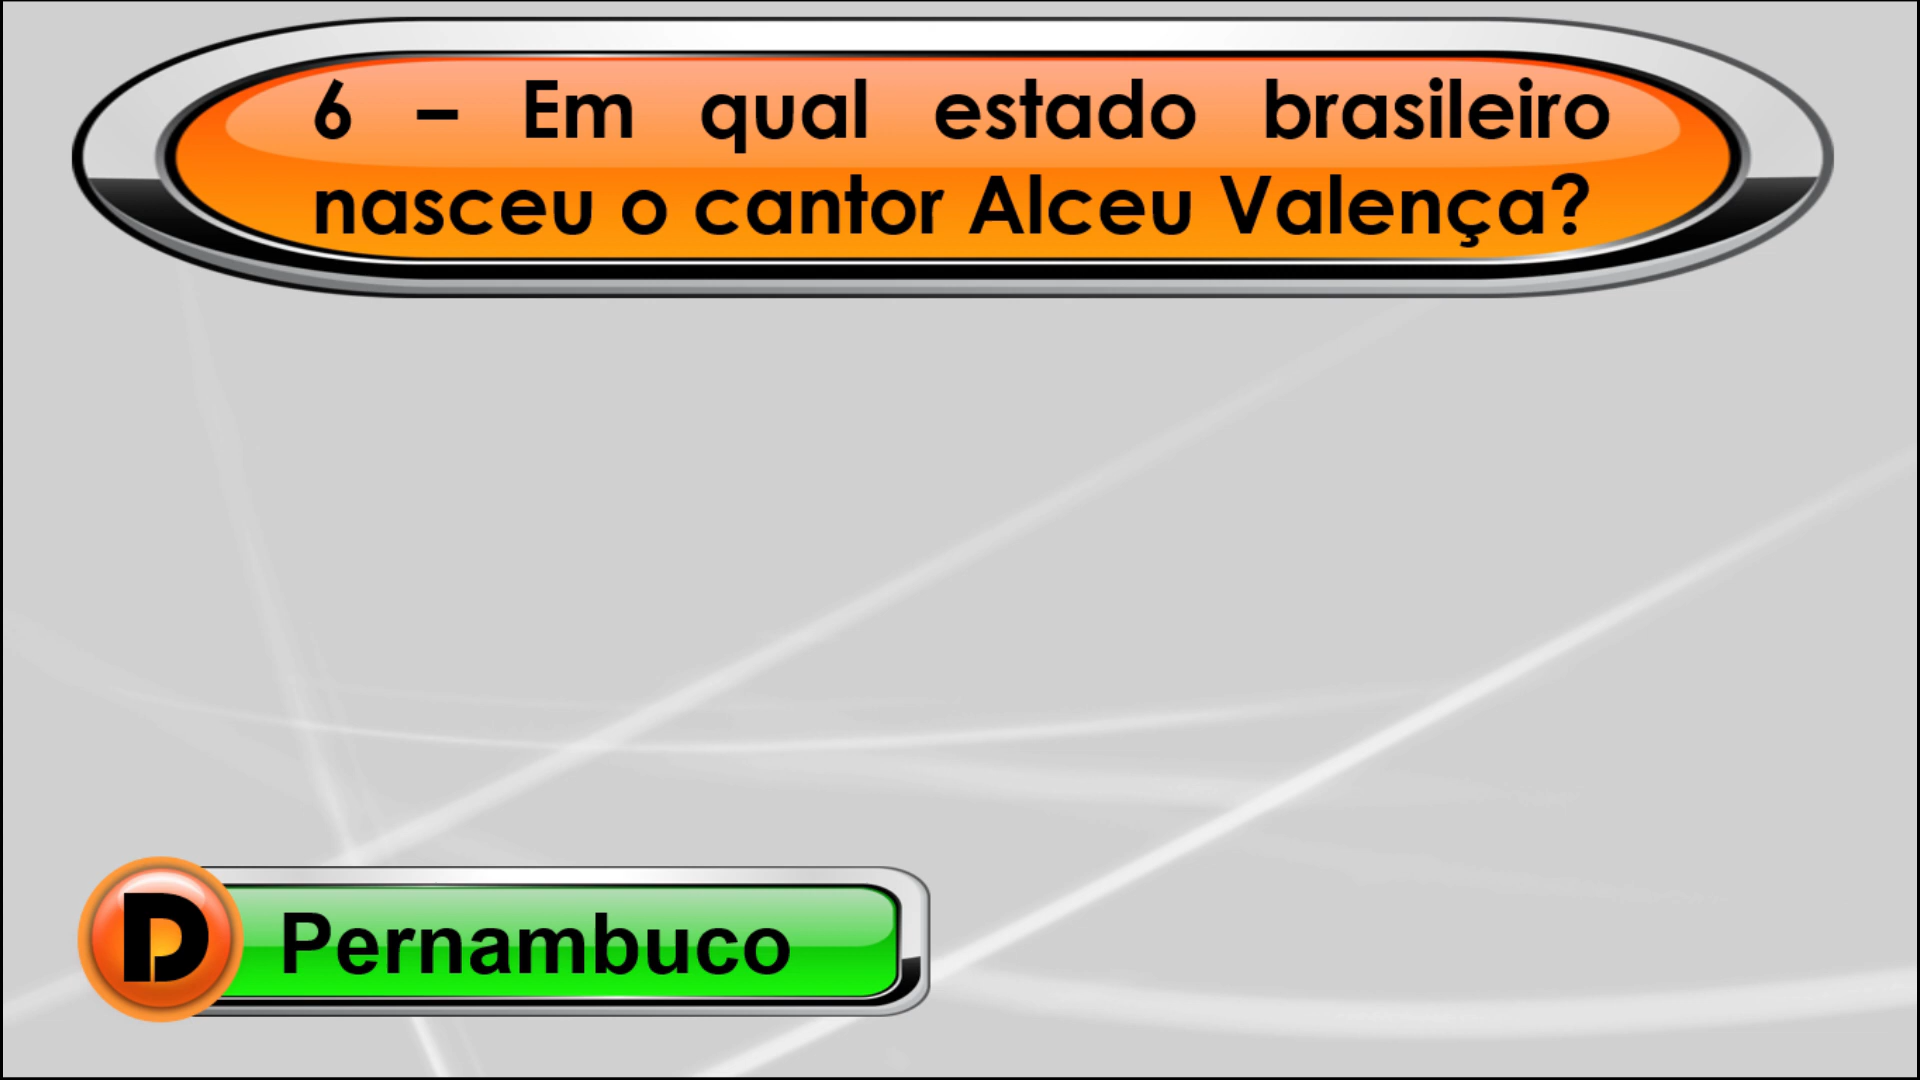 6 – Em qual estado brasileiro
nasceu o cantor Alceu Valença?
D Pernambuco